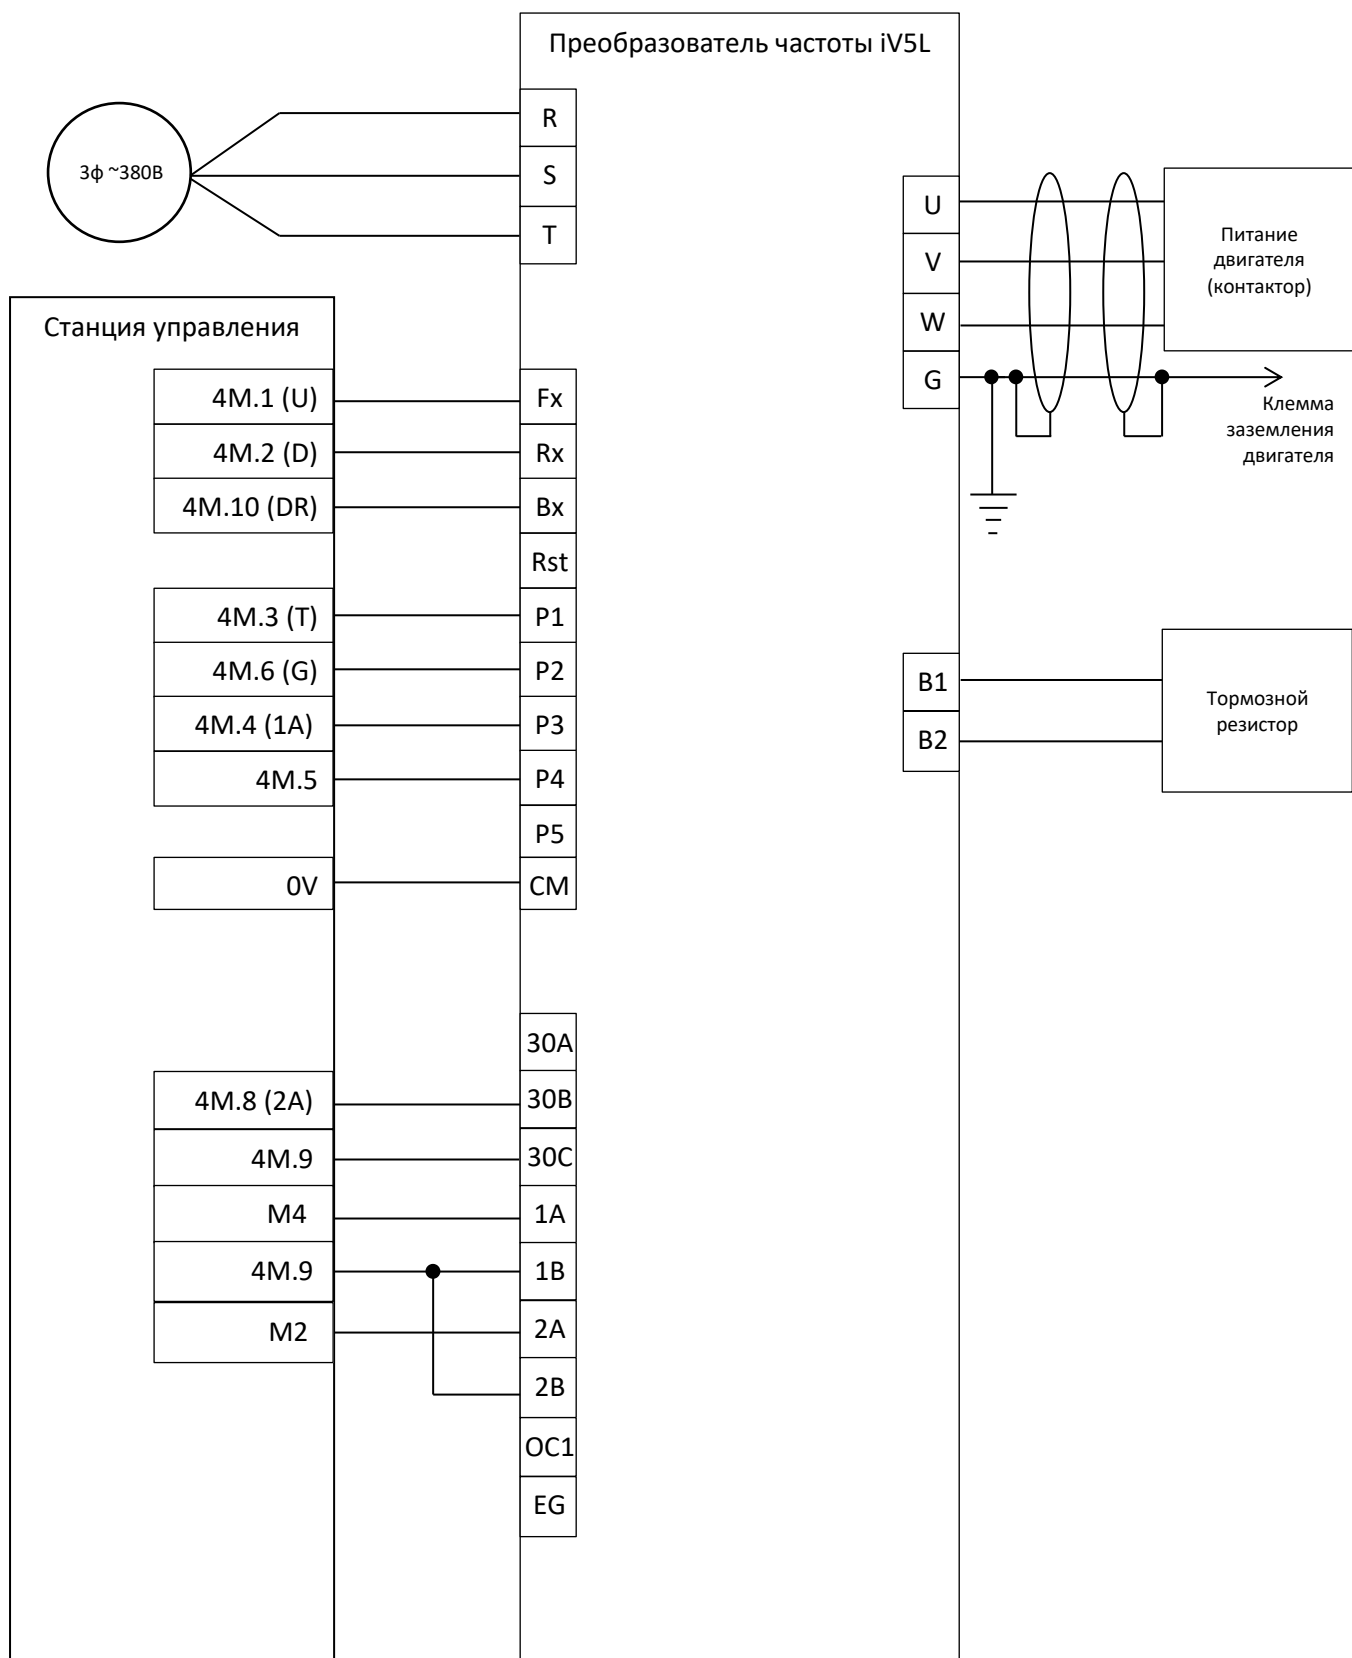 Преобразователь частоты iV5L
R
3ф ~380В
S
T
U
V
W
G
Питание
двигателя
(контактор)
Клемма
заземления
двигателя
Станция управления
4M.1 (U)
Fx
4M.2 (D)
Rx
4M.10 (DR)
Bx
Rst
4M.3 (T)
P1
4M.6 (G)
P2
4M.4 (1A)
P3
4M.5
P4
P5
0V
CM
B1
B2
Тормозной
резистор
30A
4M.8 (2A)
30B
4M.9
30C
M4
1A
4M.9
1B
M2
2A
2B
OC1
EG